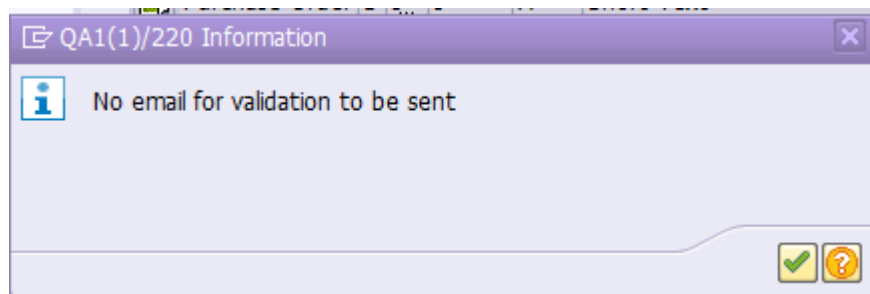 QA1(1)/220 Information
No email for validation to be sent